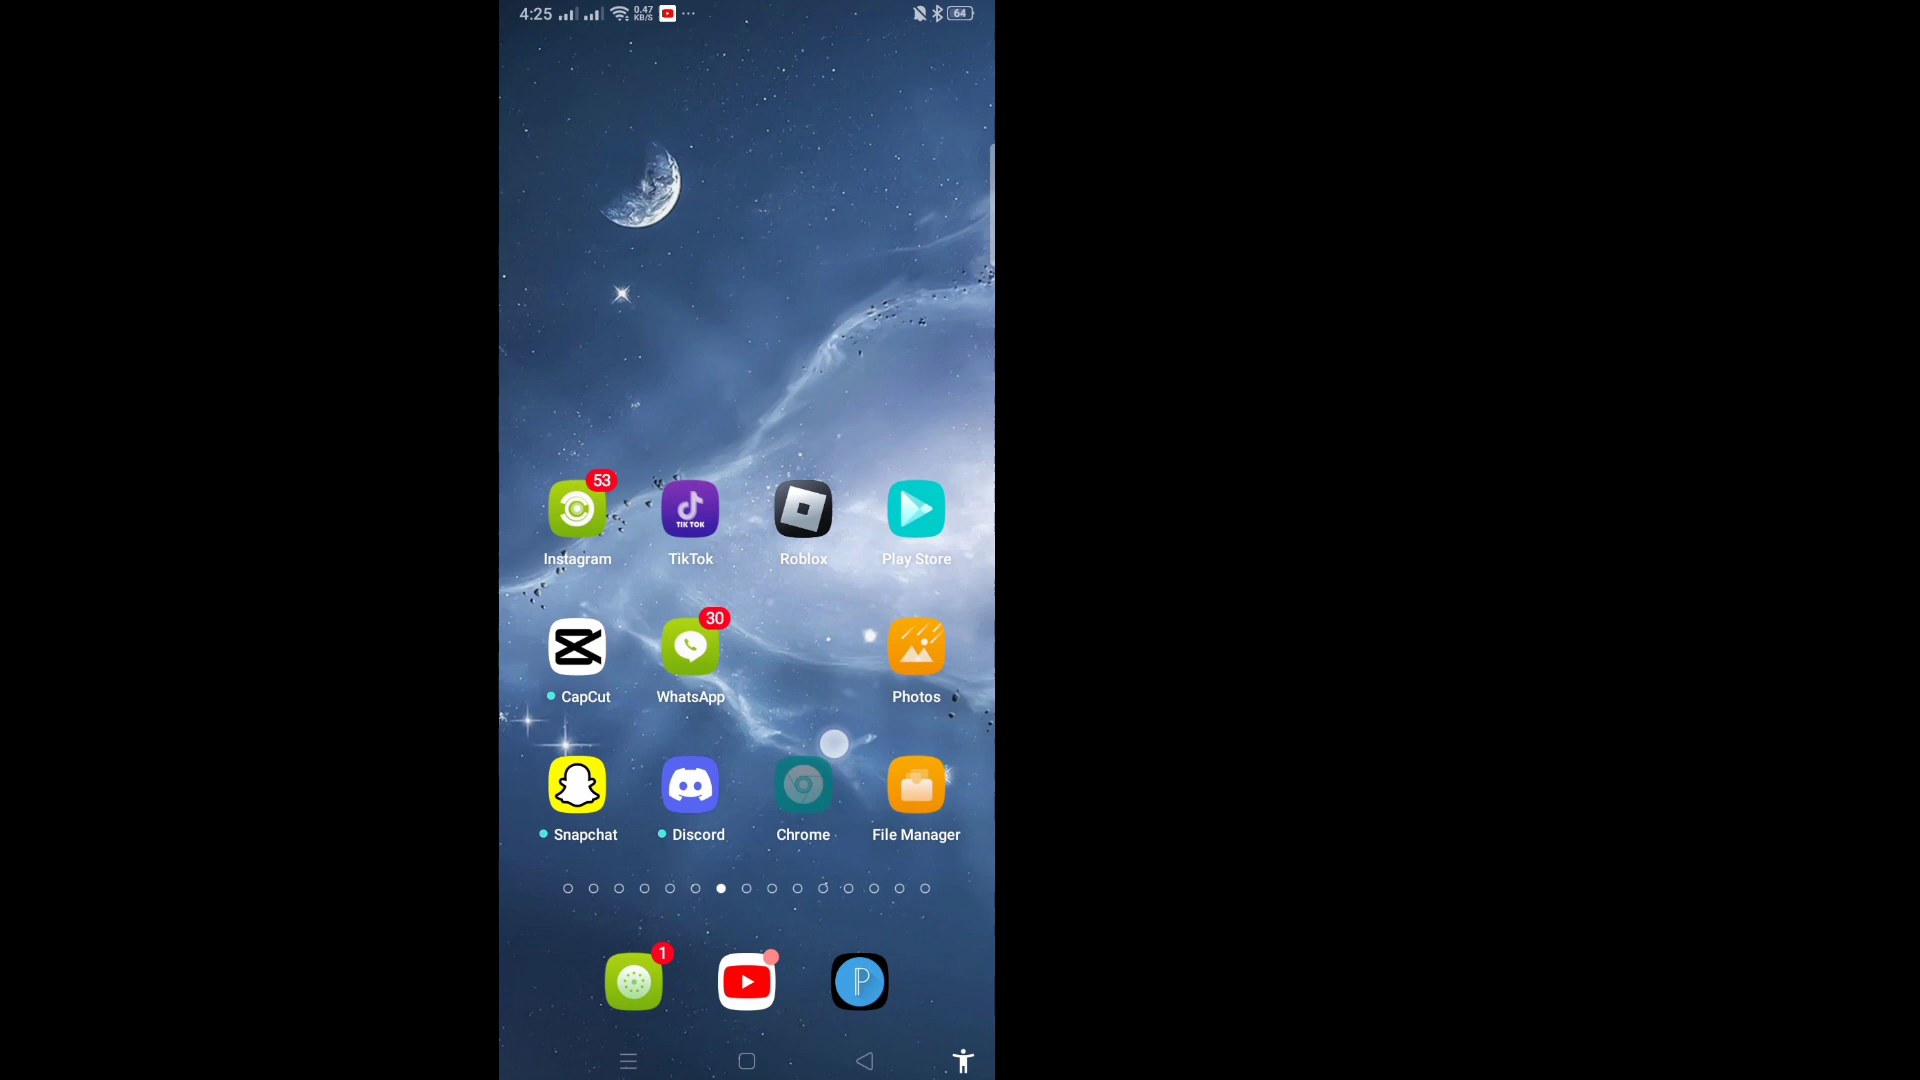 4:25 0.47 KB/S ... 64
53
TIK TOK
Instagram TikTok Roblox Play Store
30
CapCut WhatsApp Photos
Snapchat Discord Chrome File Manager
1
P